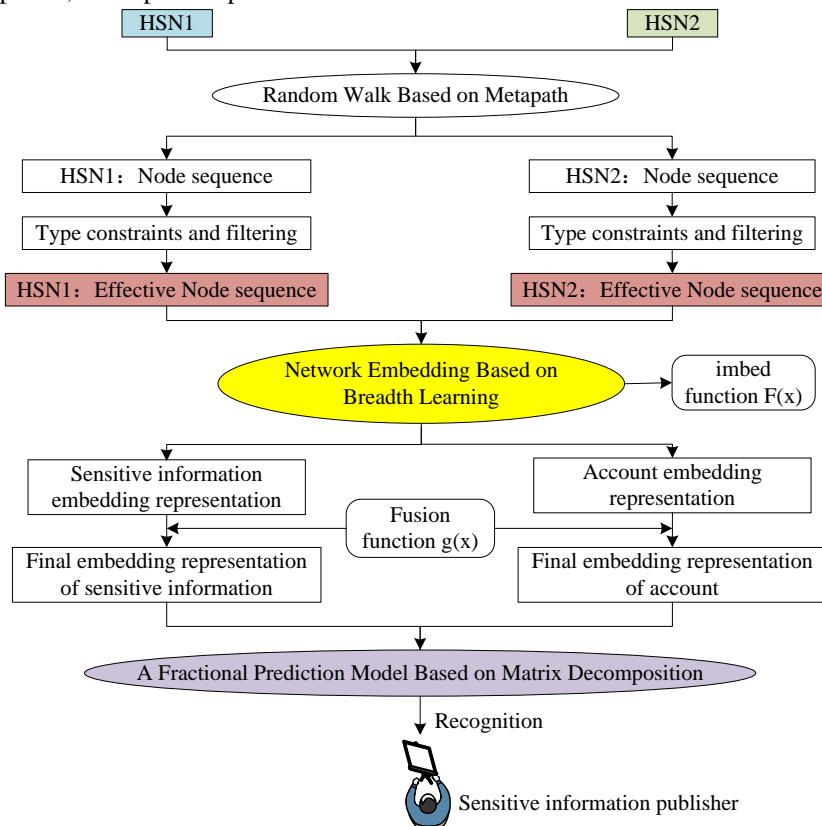 HSN1
HSN2
Random Walk Based on Metapath
HSN1：Node sequence
HSN2：Node sequence
Type constraints and filtering
Type constraints and filtering
HSN1：Effective Node sequence
HSN2：Effective Node sequence
Network Embedding Based on
Breadth Learning
imbed
function F(x)
Sensitive information
embedding representation
Account embedding
representation
Fusion
function g(x)
Final embedding representation
of sensitive information
Final embedding representation
of account
A Fractional Prediction Model Based on Matrix Decomposition
Recognition
Sensitive information publisher